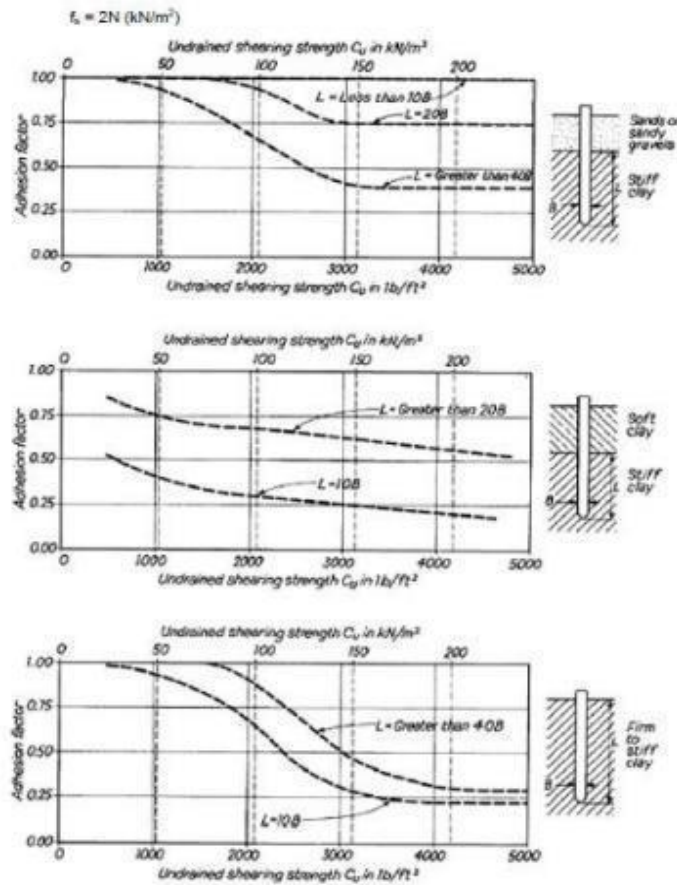 fs = 2N (kN/m²)
Undrained shearing strength Cu in kN/m²
0 50 100 150 200
1.00
0.75
0.50
0.25
0.00
Adhesion factor
L = Less than 10B
L = 20B
L = Greater than 40B
0 1000 2000 3000 4000 5000
Undrained shearing strength Cu in lb/ft²
Sands or
sandy
gravels
Stiff
clay
L
B
Undrained shearing strength Cu in kN/m²
0 50 100 150 200
1.00
0.75
0.50
0.25
0.00
Adhesion factor
L = Greater than 20B
L = 10B
0 1000 2000 3000 4000 5000
Undrained shearing strength Cu in lb/ft²
Soft
clay
Stiff
clay
L
B
Undrained shearing strength Cu in kN/m²
0 50 100 150 200
1.00
0.75
0.50
0.25
0.00
Adhesion factor
L = Greater than 40B
L = 10B
0 1000 2000 3000 4000 5000
Undrained shearing strength Cu in lb/ft²
Firm
to
stiff
clay
L
B